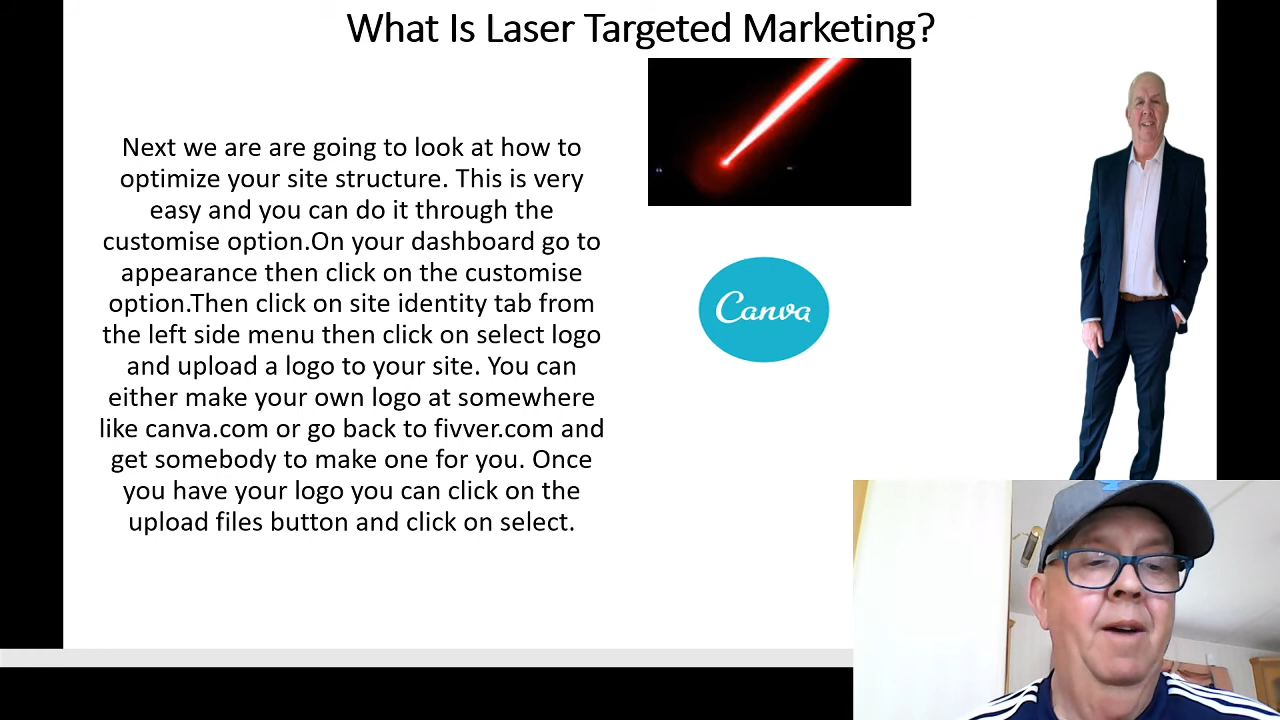 What Is Laser Targeted Marketing?
Next we are are going to look at how to
optimize your site structure. This is very
easy and you can do it through the
customise option.On your dashboard go to
appearance then click on the customise
option.Then click on site identity tab from
the left side menu then click on select logo
and upload a logo to your site. You can
either make your own logo at somewhere
like canva.com or go back to fivver.com and
get somebody to make one for you. Once
you have your logo you can click on the
upload files button and click on select.
Canva